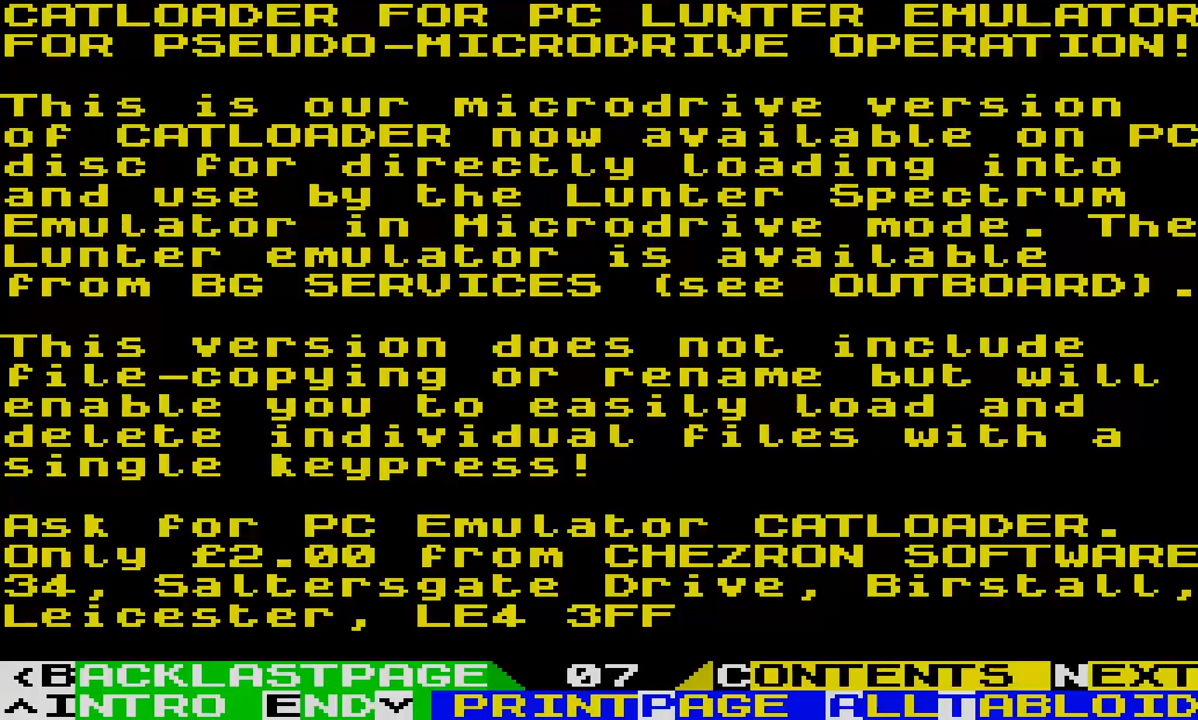 CATLOADER FOR PC LUNTER EMULATOR
FOR PSEUDO-MICRODRIVE OPERATION!
This is our microdrive version
of CATLOADER now available on PC
disc for directly loading into
and use by the Lunter Spectrum
Emulator in Microdrive mode. The
Lunter emulator is available
from BG SERVICES (see OUTBOARD).
This version does not include
file-copying or rename but will
enable you to easily load and
delete individual files with a
single keypress!
Ask for PC Emulator CATLOADER.
Only £2.00 from CHEZRON SOFTWARE
34, Saltersgate Drive, Birstall,
Leicester, LE4 3FF
<BACKLASTPAGE 07 CONTENTS NEXT
^INTRO ENDv PRINTPAGE ALLTABLOID